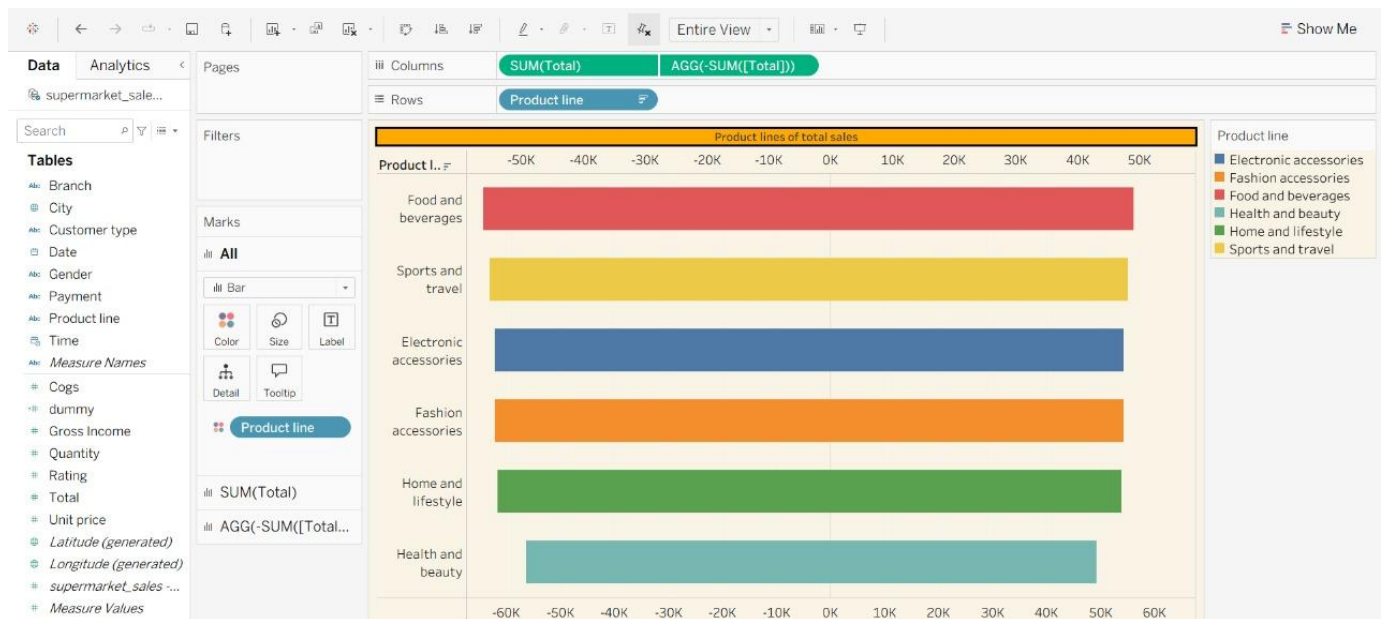 Entire View
Show Me
Data Analytics
supermarket_sale...
Search
Tables
Branch
City
Customer type
Date
Gender
Payment
Product line
Time
Measure Names
Cogs
dummy
Gross Income
Quantity
Rating
Total
Unit price
Latitude (generated)
Longitude (generated)
supermarket_sales -...
Measure Values
Pages
Filters
Marks
All
Bar
Color Size Label
Detail Tooltip
Product line
SUM(Total)
AGG(-SUM([Total...
Columns SUM(Total) AGG(-SUM([Total]))
Rows Product line
Product lines of total sales
Product l.. -50K -40K -30K -20K -10K 0K 10K 20K 30K 40K 50K
Food and
beverages
Sports and
travel
Electronic
accessories
Fashion
accessories
Home and
lifestyle
Health and
beauty
-60K -50K -40K -30K -20K -10K 0K 10K 20K 30K 40K 50K 60K
Product line
Electronic accessories
Fashion accessories
Food and beverages
Health and beauty
Home and lifestyle
Sports and travel